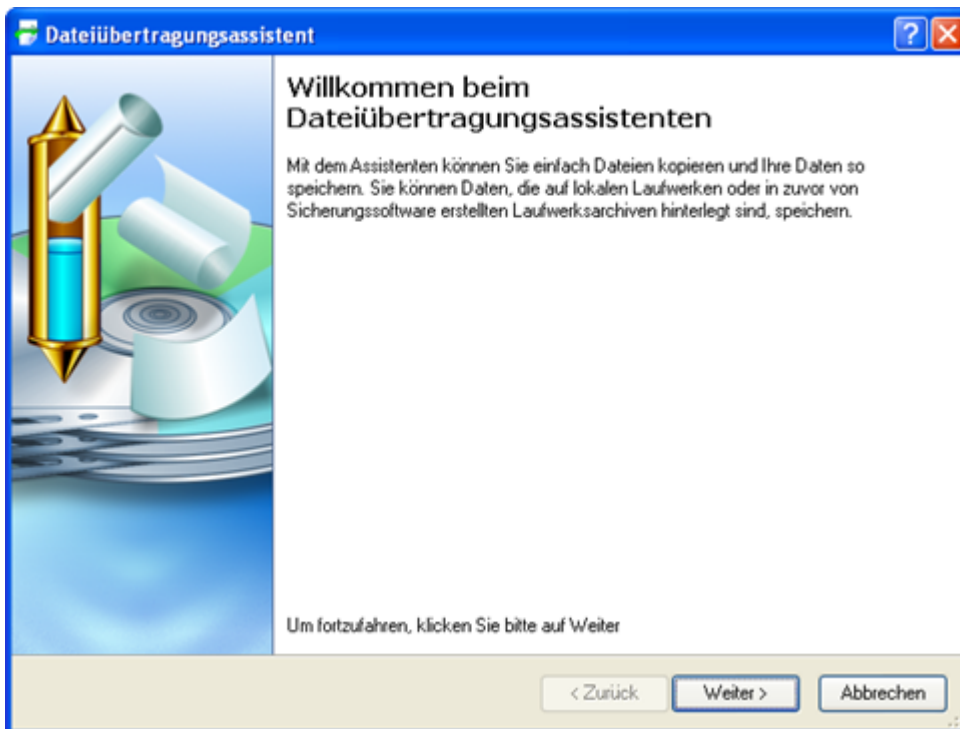 Dateiübertragungsassistent
Willkommen beim
Dateiübertragungsassistenten
Mit dem Assistenten können Sie einfach Dateien kopieren und Ihre Daten so
speichern. Sie können Daten, die auf lokalen Laufwerken oder in zuvor von
Sicherungssoftware erstellten Laufwerksarchiven hinterlegt sind, speichern.
Um fortzufahren, klicken Sie bitte auf Weiter
< Zurück
Weiter >
Abbrechen